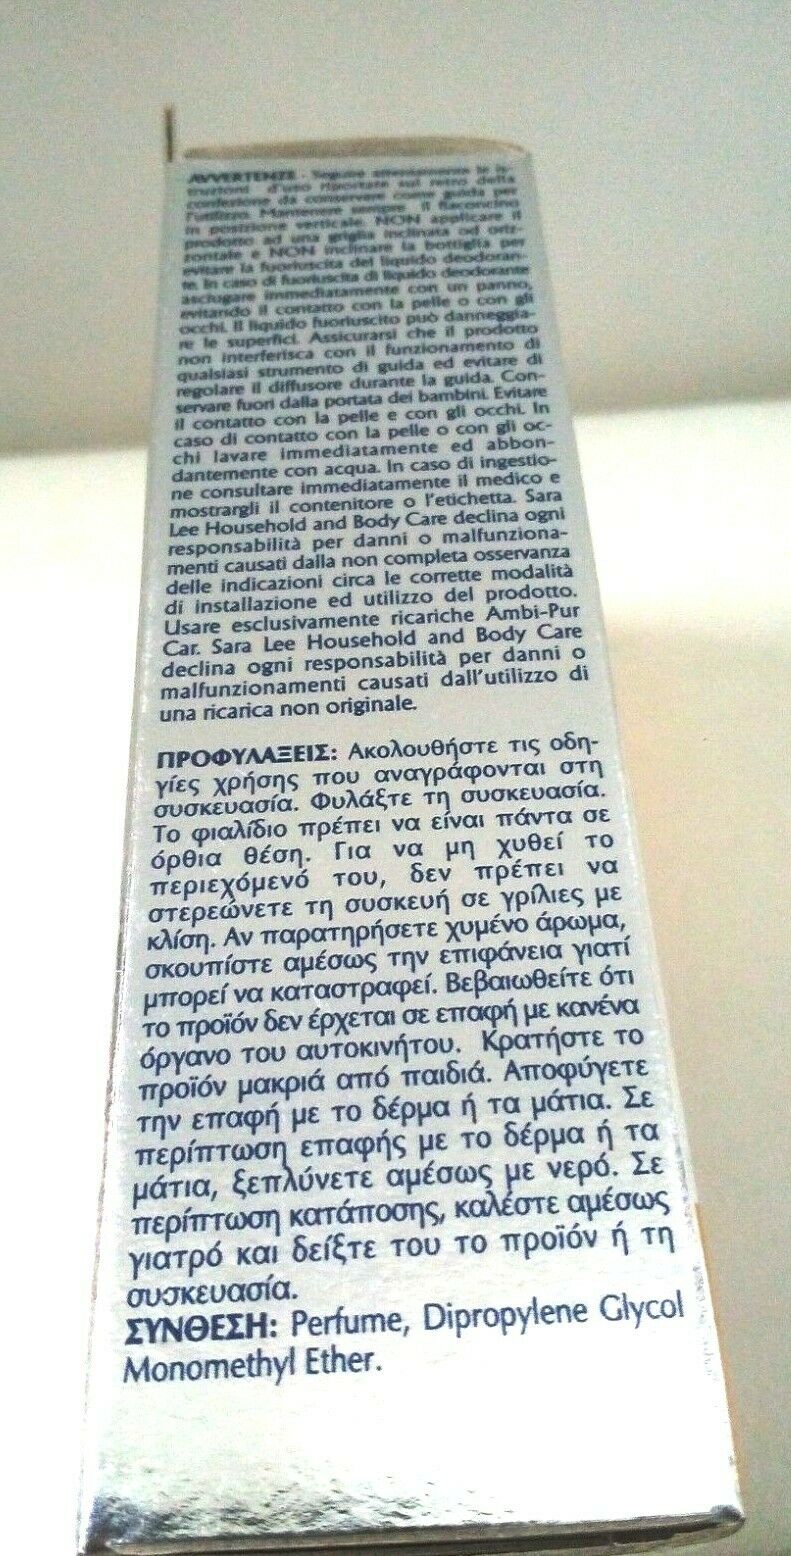 AVVERTENZE - Seguire attentamente le is-
truzioni d'uso riportate sul retro della
confezione da conservare come guida per
l'utilizzo. Mantenere sempre il flaconcino
in posizione verticale. NON applicare il
prodotto ad una griglia inclinata od oriz-
zontale e NON inclinare la bottiglia per
evitare la fuoriuscita del liquido deodoran-
te. In caso di fuoriuscita di liquido deodorante
asciugare immediatamente con un panno,
evitando il contatto con la pelle o con gli
occhi. Il liquido fuoriuscito può danneggia-
re le superfici. Assicurarsi che il prodotto
non interferisca con il funzionamento di
qualsiasi strumento di guida ed evitare di
regolare il diffusore durante la guida. Con-
servare fuori dalla portata dei bambini. Evitare
il contatto con la pelle e con gli occhi. In
caso di contatto con la pelle o con gli oc-
chi lavare immediatamente ed abbon-
dantemente con acqua. In caso di ingestio-
ne consultare immediatamente il medico e
mostrargli il contenitore o l'etichetta. Sara
Lee Household and Body Care declina ogni
responsabilità per danni o malfunziona-
menti causati dalla non completa osservanza
delle indicazioni circa le corrette modalità
di installazione ed utilizzo del prodotto.
Usare esclusivamente ricariche Ambi-Pur
Car. Sara Lee Household and Body Care
declina ogni responsabilità per danni o
malfunzionamenti causati dall'utilizzo di
una ricarica non originale.
ΠΡΟΦΥΛΑΞΕΙΣ: Ακολουθήστε τις οδη-
γίες χρήσης που αναγράφονται στη
συσκευασία. Φυλάξτε τη συσκευασία.
Το φιαλίδιο πρέπει να είναι πάντα σε
όρθια θέση. Για να μη χυθεί το
περιεχόμενό του, δεν πρέπει να
στερεώνετε τη συσκευή σε γρίλιες με
κλίση. Αν παρατηρήσετε χυμένο άρωμα,
σκουπίστε αμέσως την επιφάνεια γιατί
μπορεί να καταστραφεί. Βεβαιωθείτε ότι
το προϊόν δεν έρχεται σε επαφή με κανένα
όργανο του αυτοκινήτου. Κρατήστε το
προϊόν μακριά από παιδιά. Αποφύγετε
την επαφή με το δέρμα ή τα μάτια. Σε
περίπτωση επαφής με το δέρμα ή τα
μάτια, ξεπλύνετε αμέσως με νερό. Σε
περίπτωση κατάποσης, καλέστε αμέσως
γιατρό και δείξτε του το προϊόν ή τη
συσκευασία.
ΣΥΝΘΕΣΗ: Perfume, Dipropylene Glycol
Monomethyl Ether.